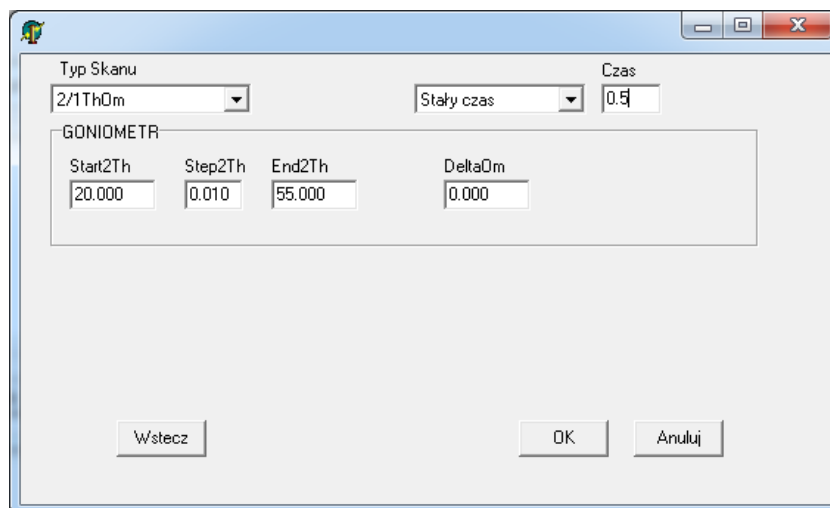 Typ Skanu
Czas
2/1ThOm
Stały czas
0.5
GONIOMETR
Start2Th
Step2Th
End2Th
DeltaOm
20.000
0.010
55.000
0.000
Wstecz
OK
Anuluj